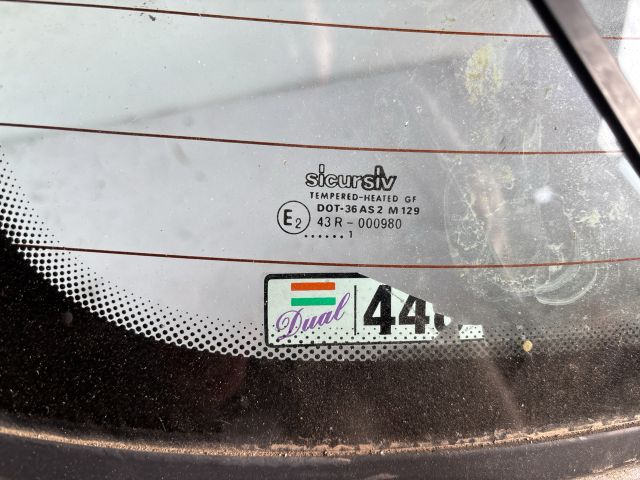 sicursiv
TEMPERED-HEATED GF
DOT-36 AS2 M129
E2
43R - 000980
...... 1
Dual
44